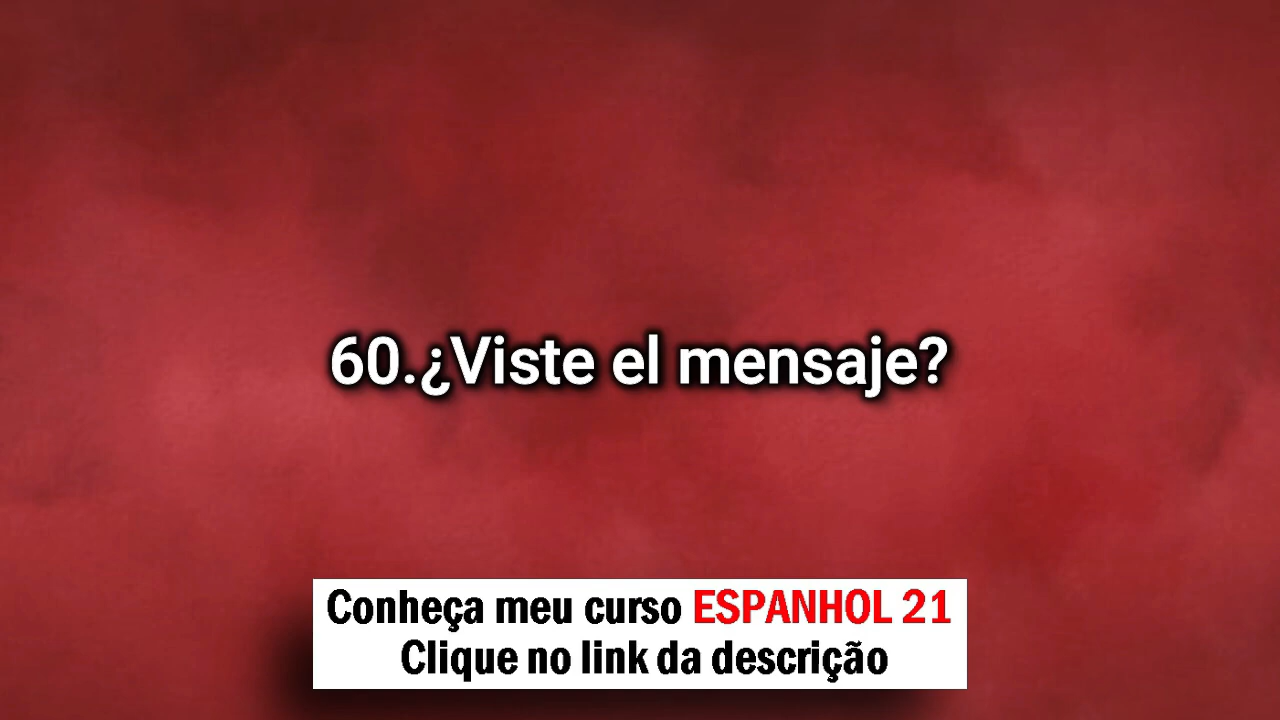 60.¿Viste el mensaje?
Conheça meu curso ESPANHOL 21
Clique no link da descrição